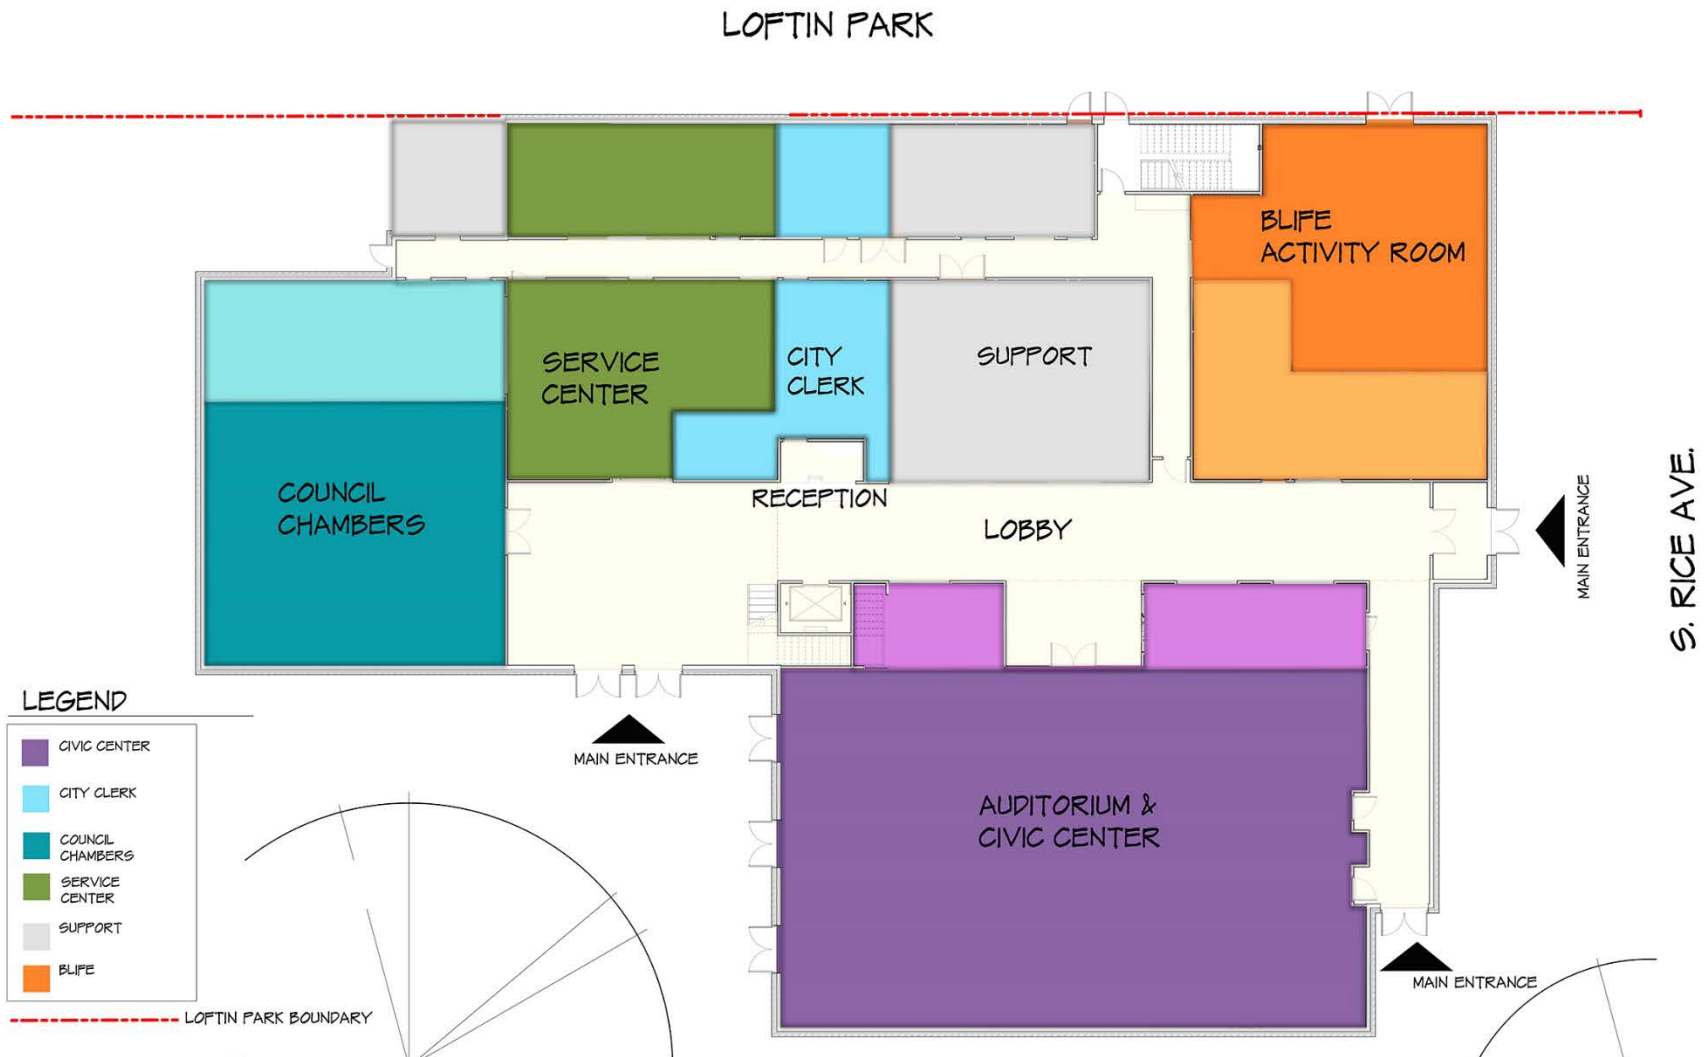 LOFTIN PARK
BLIFE
ACTIVITY ROOM
SERVICE
CENTER
CITY
CLERK
SUPPORT
COUNCIL
CHAMBERS
RECEPTION
LOBBY
MAIN ENTRANCE
S. RICE AVE.
LEGEND
CIVIC CENTER
CITY CLERK
COUNCIL
CHAMBERS
SERVICE
CENTER
SUPPORT
BLIFE
LOFTIN PARK BOUNDARY
MAIN ENTRANCE
AUDITORIUM &
CIVIC CENTER
MAIN ENTRANCE